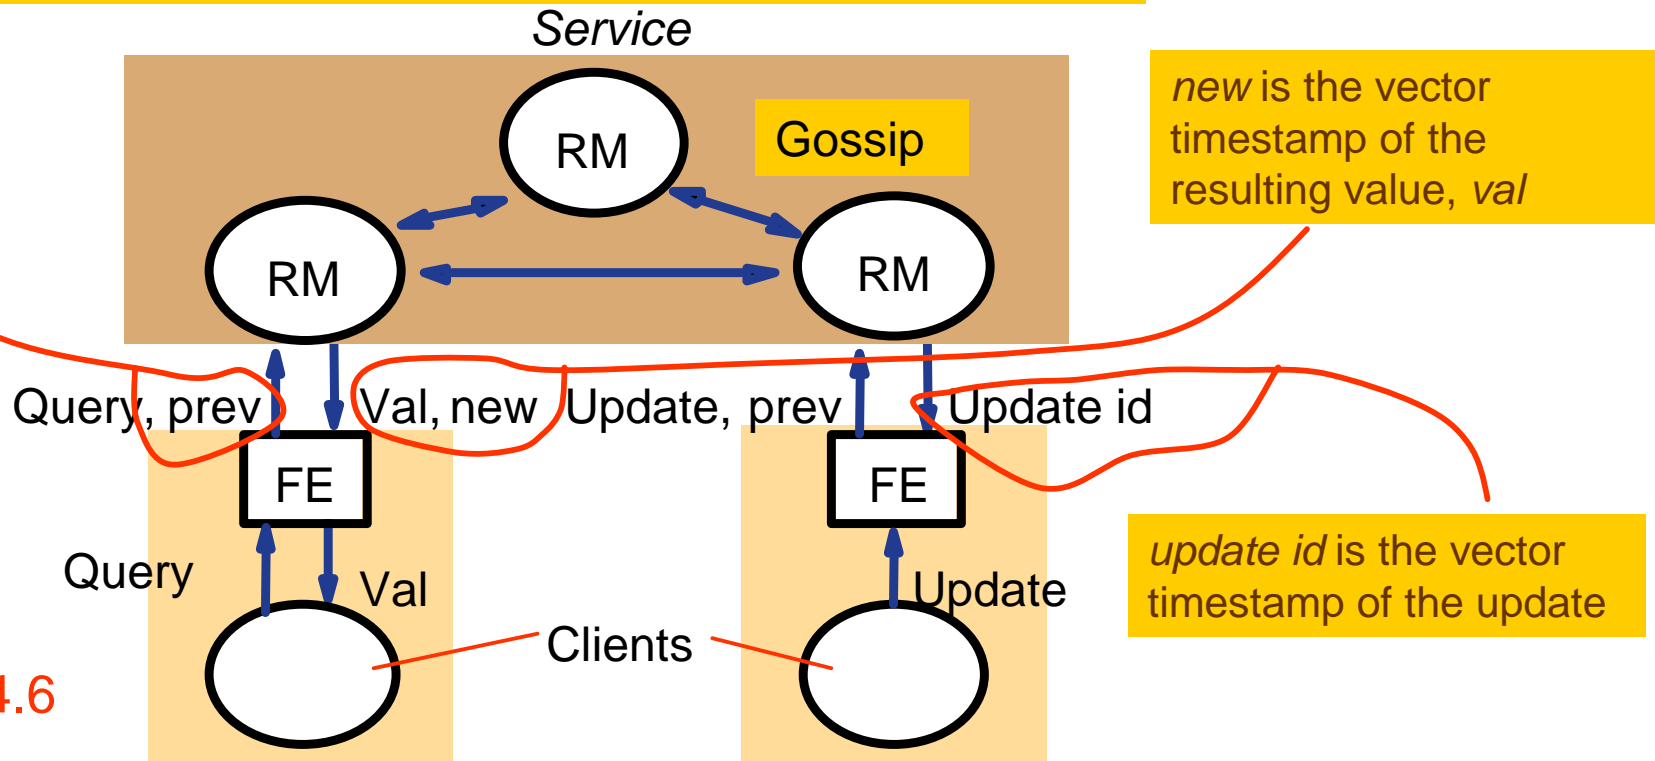 Service
new is the vector
timestamp of the
resulting value, val
RM
Gossip
RM
RM
Query, prev
Val, new
Update, prev
Update id
FE
FE
Query
Val
Update
update id is the vector
timestamp of the update
Clients
4.6